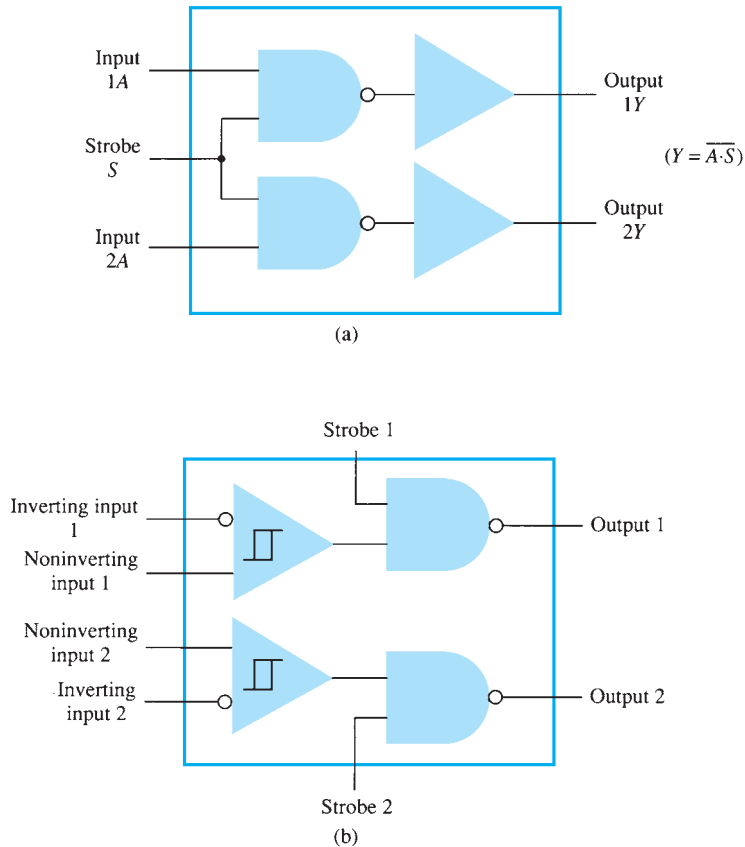 Input
1A
Strobe
S
Input
2A
Output
1Y
(Y = \overline{A·S})
Output
2Y
(a)
Strobe 1
Inverting input
1
Noninverting
input 1
Noninverting
input 2
Inverting
input 2
Output 1
Output 2
Strobe 2
(b)